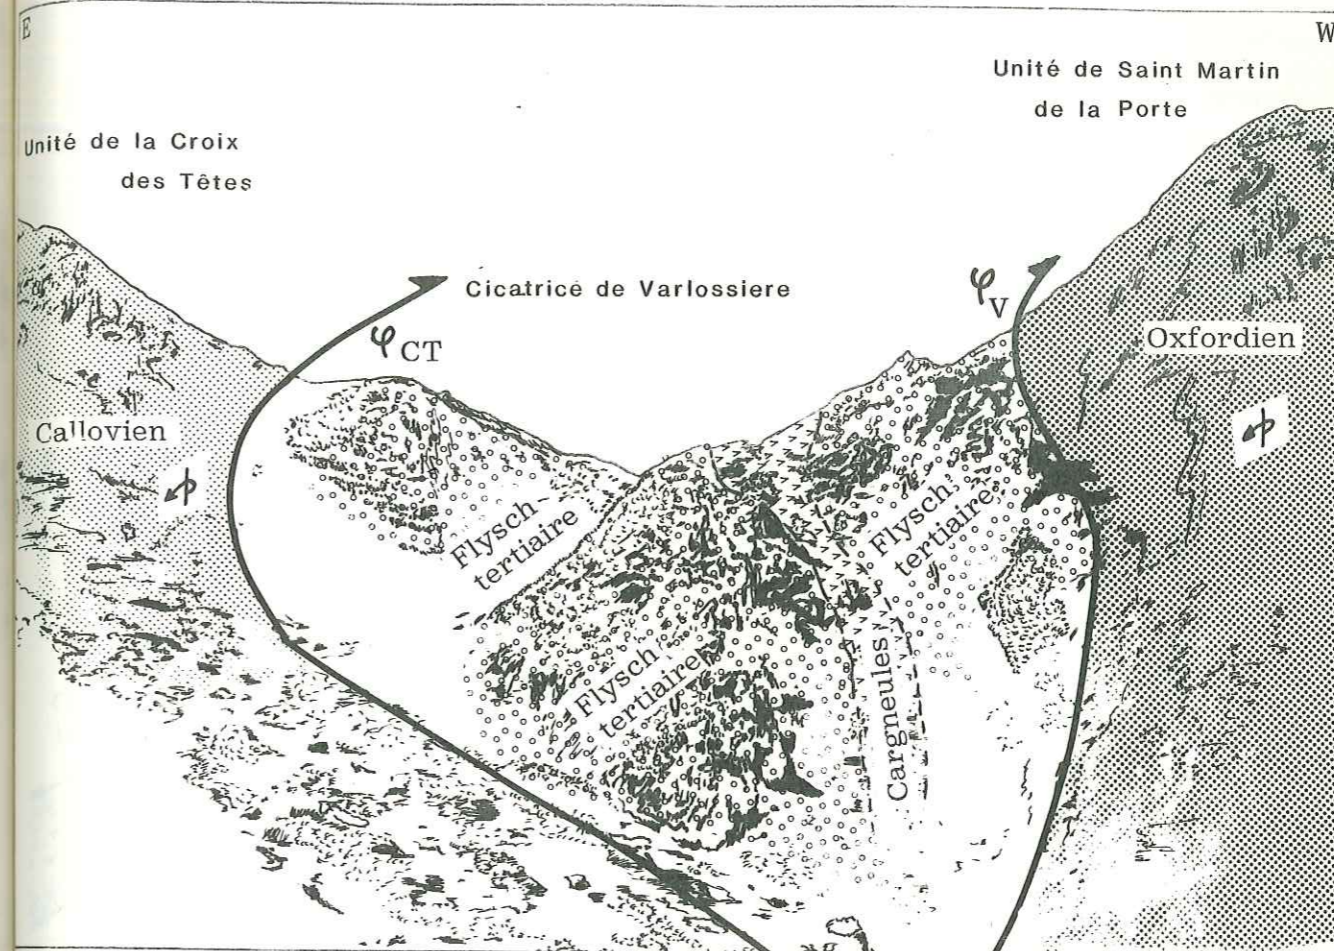 E
W
Unité de Saint Martin
de la Porte
Unité de la Croix
des Têtes
Cicatrice de Varlossiere
φV
φCT
Oxfordien
Callovien
Flysch
tertiaire
Flysch
tertiaire
Flysch
tertiaire
Cargneules